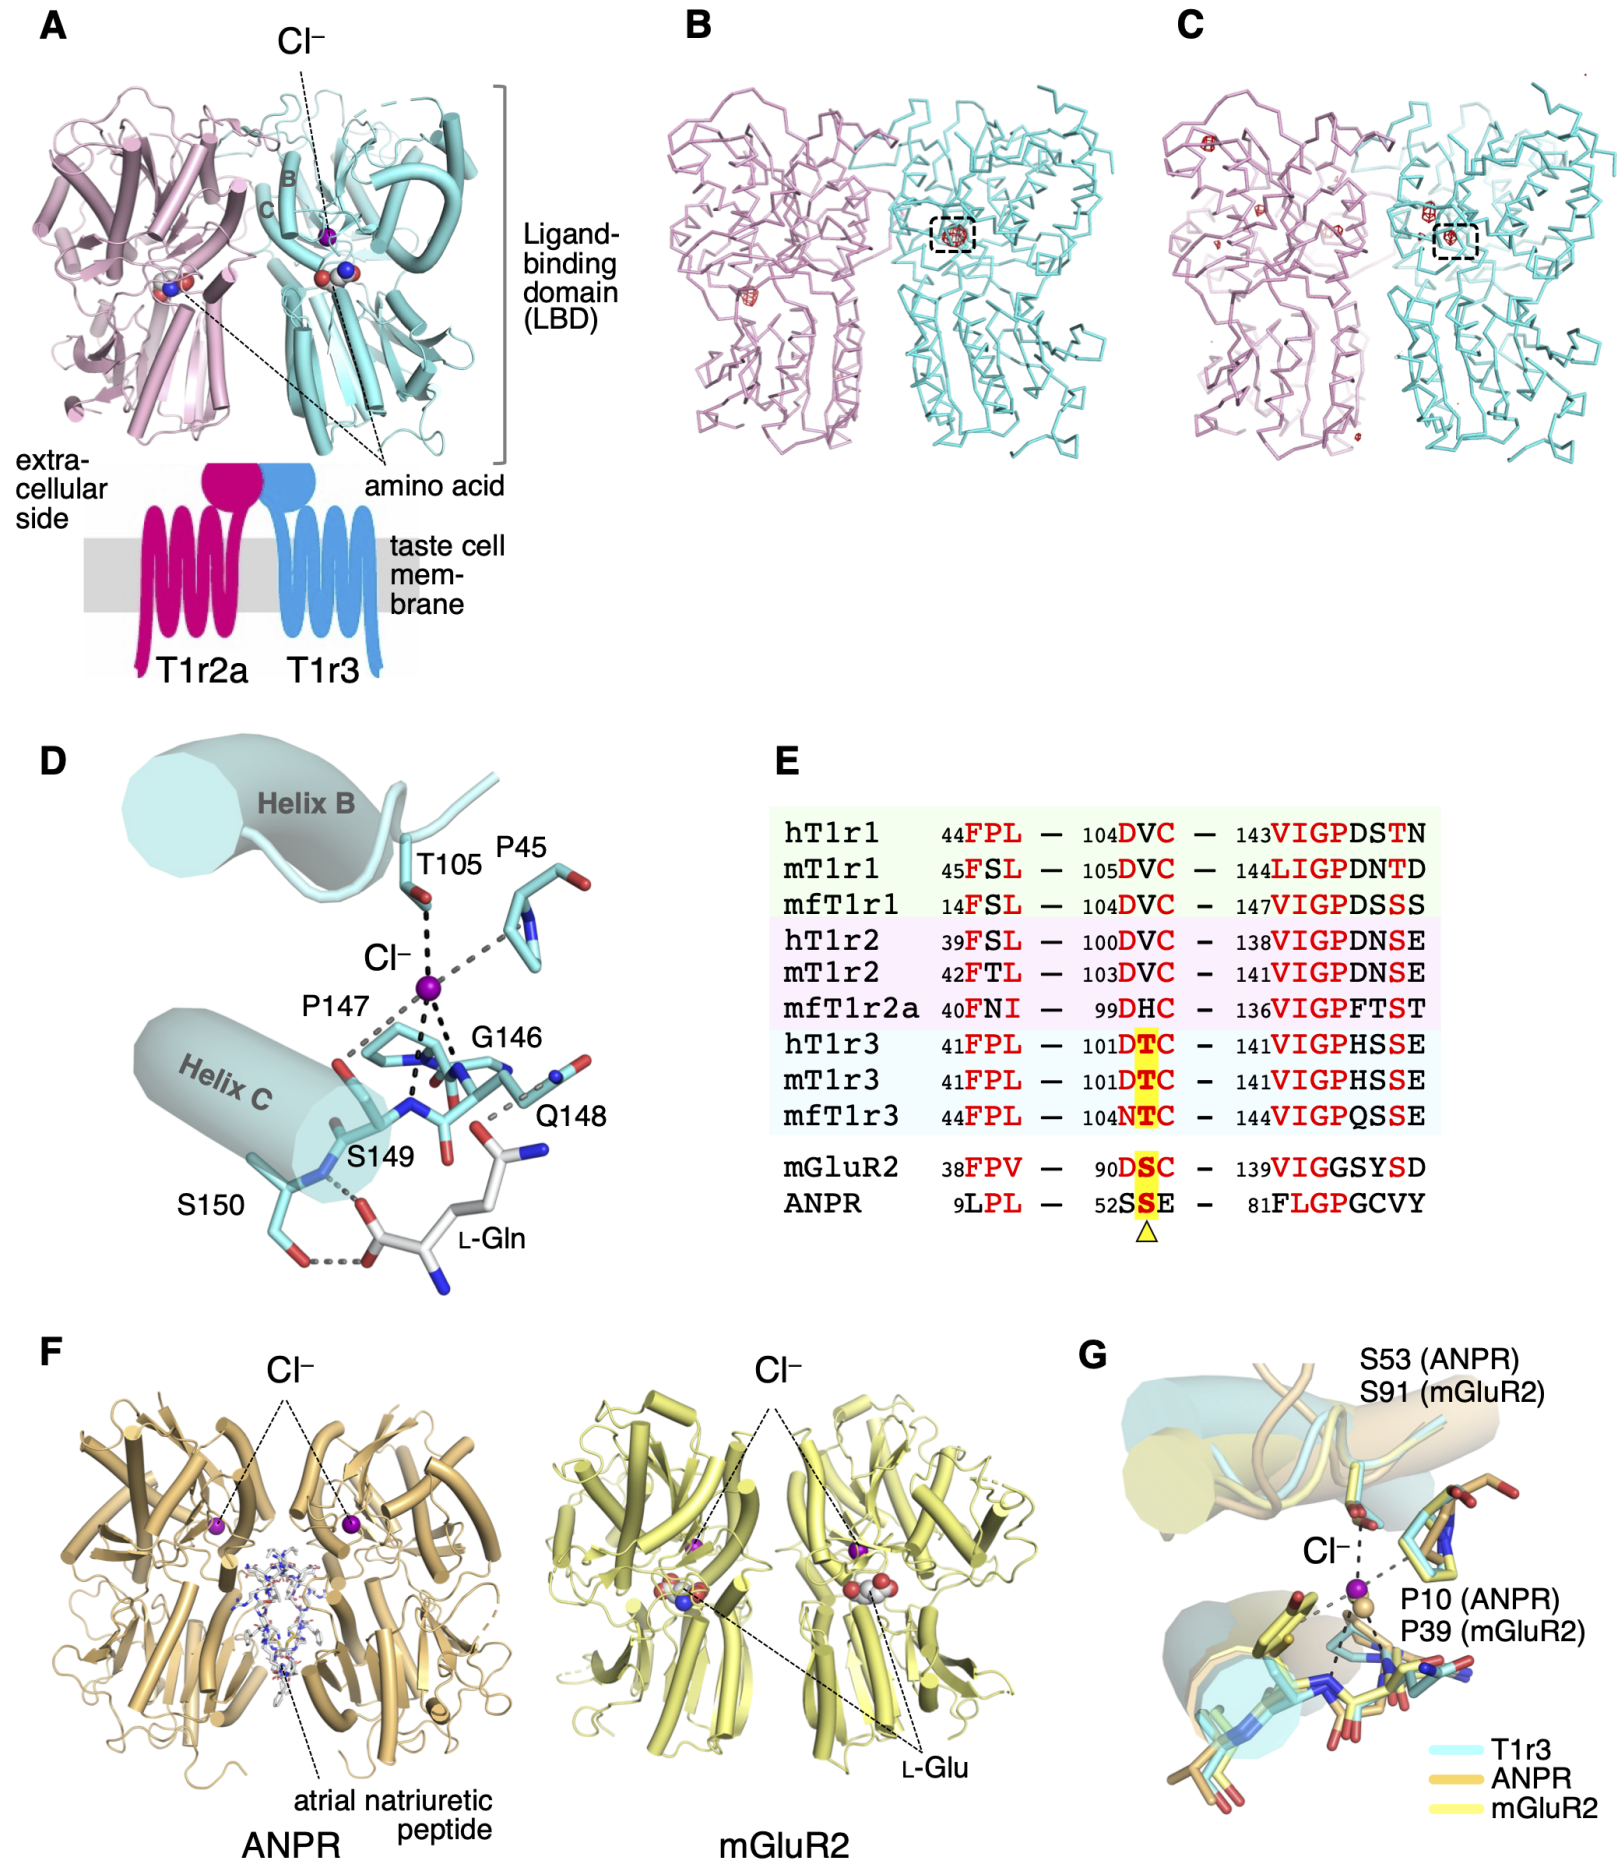 A
Cl–
B
C
Ligand-
binding
domain
(LBD)
extra-
cellular
side
amino acid
taste cell
mem-
brane
T1r2a
T1r3
B
C
D
Helix B
T105
P45
Cl–
P147
G146
Helix C
Q148
S149
S150
L-Gln
E
hT1r1 44FPL — 104DVC — 143VIGPDSTN
mT1r1 45FSL — 105DVC — 144LIGPDNTD
mfT1r1 14FSL — 104DVC — 147VIGPDSSS
hT1r2 39FSL — 100DVC – 138VIGPDNSE
mT1r2 42FTL — 103DVC – 141VIGPDNSE
mfT1r2a 40FNI — 99DHC – 136VIGPFTST
hT1r3 41FPL — 101DTC – 141VIGPHSSE
mT1r3 41FPL — 101DTC – 141VIGPHSSE
mfT1r3 44FPL — 104NTC – 144VIGPQSSE
mGluR2 38FPV — 90DSC – 139VIGGSYSD
ANPR 9LPL — 52SSE – 81FLGPGCVY
F
Cl–
Cl–
L-Glu
atrial natriuretic
peptide
ANPR
mGluR2
G
S53 (ANPR)
S91 (mGluR2)
Cl–
P10 (ANPR)
P39 (mGluR2)
T1r3
ANPR
mGluR2